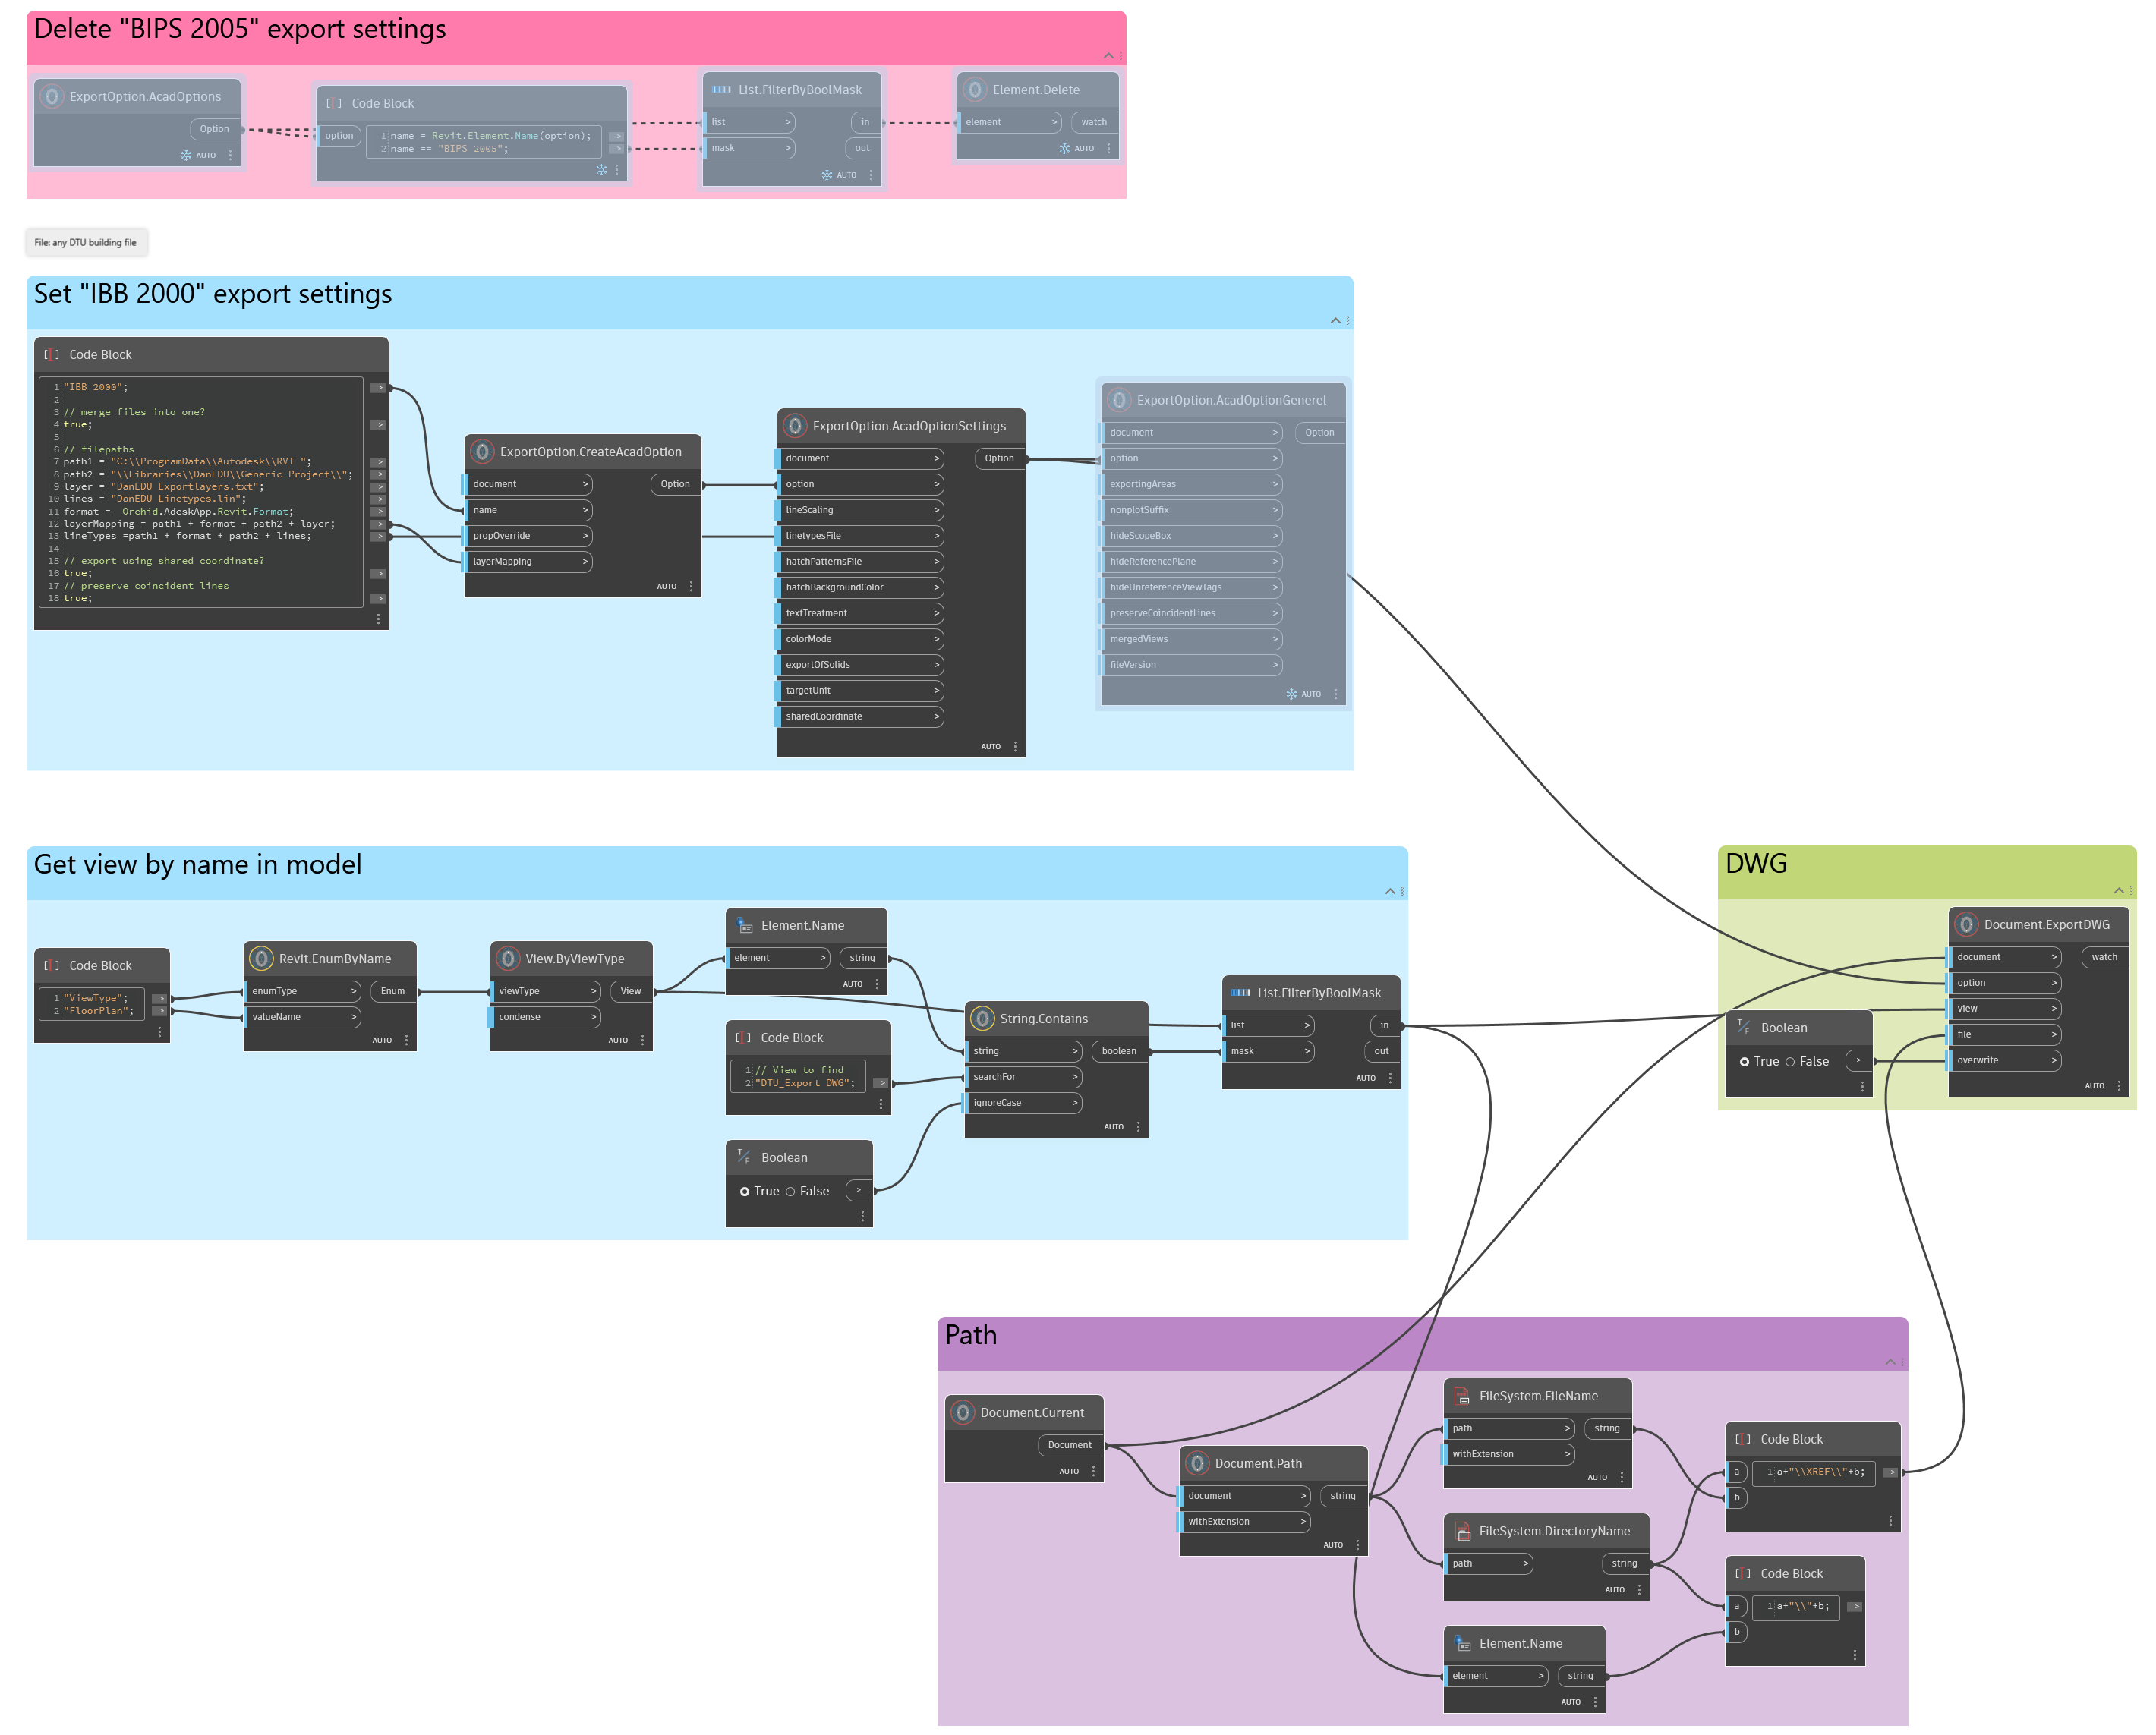 Delete "BIPS 2005" export settings
ExportOption.AcadOptions
Option >
AUTO
Code Block
option
1 name = Revit.Element.Name(option); >
2 name == "BIPS 2005"; >
List.FilterByBoolMask
list > in
mask > out
AUTO
Element.Delete
element > watch
AUTO
File: any DTU building file
Set "IBB 2000" export settings
Code Block
1 "IBB 2000"; >
2
3 // merge files into one?
4 true; >
5
6 // filepaths
7 path1 = "C:\\ProgramData\\Autodesk\\RVT "; >
8 path2 = "\\Libraries\\DanEDU\\Generic Project\\"; >
9 layer = "DanEDU Exportlayers.txt"; >
10 lines = "DanEDU Linetypes.lin"; >
11 format =  Orchid.AdeskApp.Revit.Format; >
12 layerMapping = path1 + format + path2 + layer; >
13 lineTypes =path1 + format + path2 + lines; >
14
15 // export using shared coordinate?
16 true; >
17 // preserve coincident lines
18 true; >
ExportOption.CreateAcadOption
document > Option
name >
propOverride >
layerMapping >
AUTO
ExportOption.AcadOptionSettings
document > Option
option >
lineScaling >
linetypesFile >
hatchPatternsFile >
hatchBackgroundColor >
textTreatment >
colorMode >
exportOfSolids >
targetUnit >
sharedCoordinate >
AUTO
ExportOption.AcadOptionGenerel
document > Option
option >
exportingAreas >
nonplotSuffix >
hideScopeBox >
hideReferencePlane >
hideUnreferenceViewTags >
preserveCoincidentLines >
mergedViews >
fileVersion >
AUTO
Get view by name in model
Code Block
1 "ViewType"; >
2 "FloorPlan"; >
Revit.EnumByName
enumType > Enum
valueName >
AUTO
View.ByViewType
viewType > View
condense >
AUTO
Element.Name
element > string
AUTO
Code Block
1 // View to find
2 "DTU_Export DWG"; >
T/F Boolean
True False >
String.Contains
string > boolean
searchFor >
ignoreCase >
AUTO
List.FilterByBoolMask
list > in
mask > out
AUTO
DWG
T/F Boolean
True False >
Document.ExportDWG
document > watch
option >
view >
file >
overwrite >
AUTO
Path
Document.Current
Document
AUTO
Document.Path
document > string
withExtension >
AUTO
FileSystem.FileName
path > string
withExtension >
AUTO
FileSystem.DirectoryName
path > string
AUTO
Element.Name
element > string
AUTO
Code Block
a 1 a+"\\XREF\\"+b; >
b
Code Block
a 1 a+"\\"+b; >
b